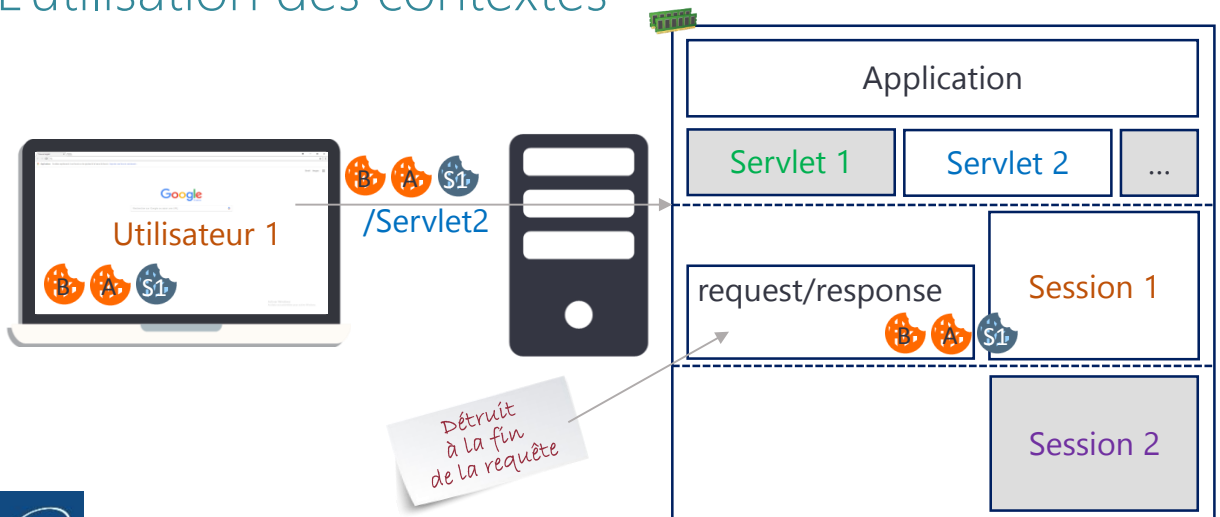 L'utilisation des contextes
Application
Servlet 1
Servlet 2
...
Google
Utilisateur 1
B
A
S1
B
A
S1
/Servlet2
request/response
B
A
S1
Session 1
Détruit
à la fin
de la requête
Session 2